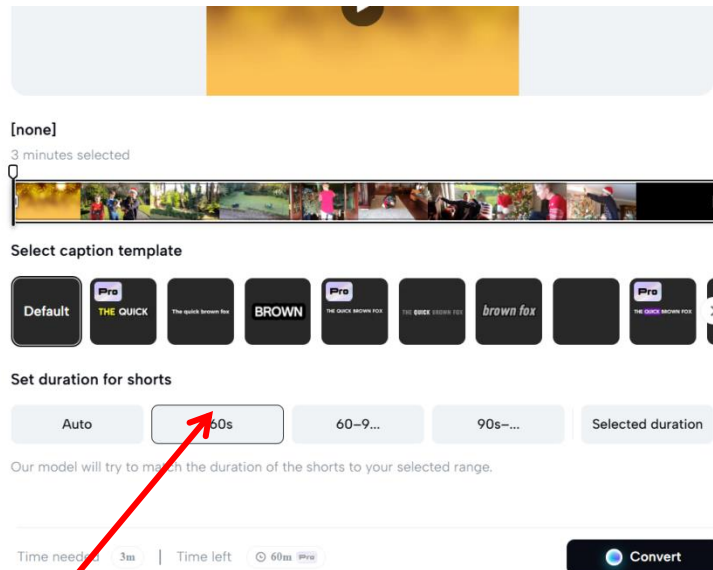 [none]
3 minutes selected
Select caption template
Default
Pro
THE QUICK
The quick brown fox
BROWN
Pro
THE QUICK BROWN FOX
THE QUICK BROWN FOX
brown fox
Pro
THE QUICK BROWN FOX
Set duration for shorts
Auto
60s
60–9...
90s–...
Selected duration
Our model will try to match the duration of the shorts to your selected range.
Time needed 3m | Time left 60m Pro
Convert